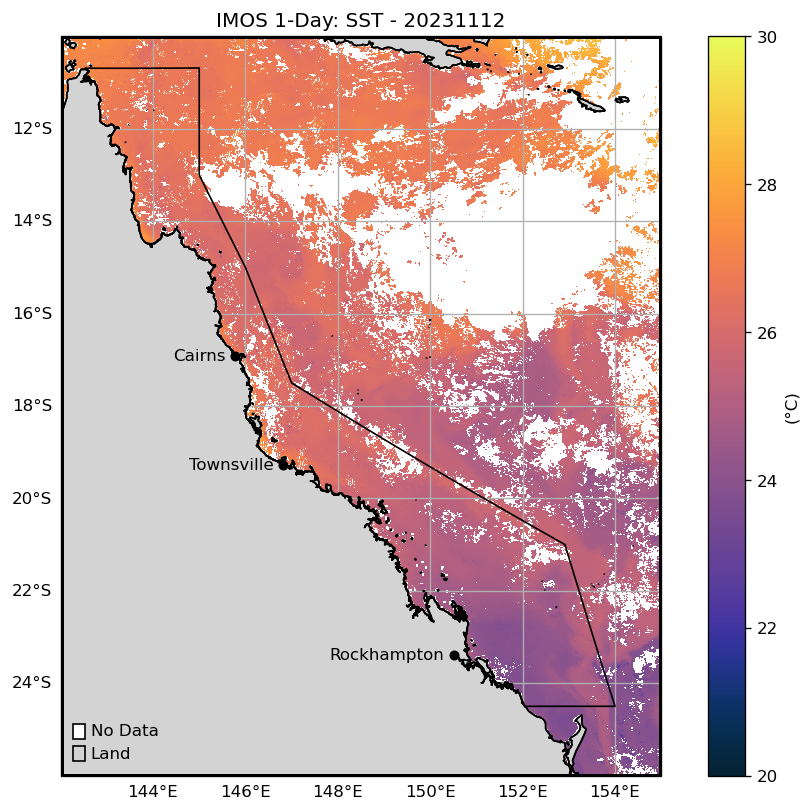 IMOS 1-Day: SST - 20231112
12°S
14°S
16°S
18°S
20°S
22°S
24°S
Cairns
Townsville
Rockhampton
No Data
Land
144°E 146°E 148°E 150°E 152°E 154°E
30
28
26
24
22
20
(°C)